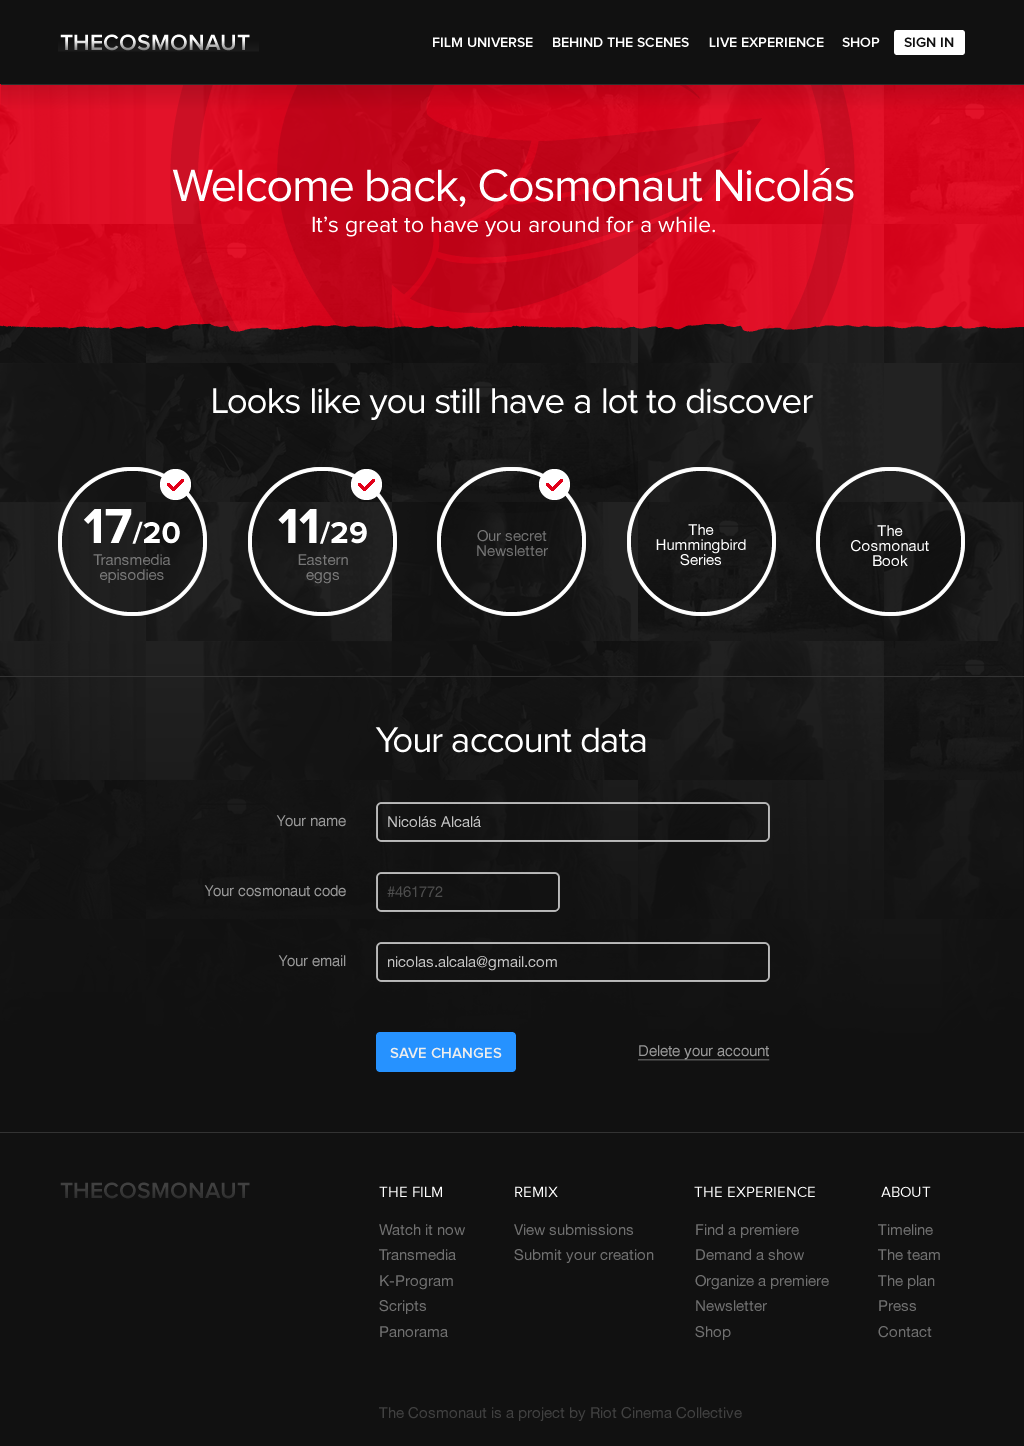 THECOSMONAUT
FILM UNIVERSE BEHIND THE SCENES LIVE EXPERIENCE SHOP SIGN IN
Welcome back, Cosmonaut Nicolás
It's great to have you around for a while.
Looks like you still have a lot to discover
17/20
Transmedia
episodies
11/29
Eastern
eggs
Our secret
Newsletter
The
Hummingbird
Series
The
Cosmonaut
Book
Your account data
Your name
Nicolás Alcalá
Your cosmonaut code
#461772
Your email
nicolas.alcala@gmail.com
SAVE CHANGES
Delete your account
THECOSMONAUT
THE FILM
Watch it now
Transmedia
K-Program
Scripts
Panorama
REMIX
View submissions
Submit your creation
THE EXPERIENCE
Find a premiere
Demand a show
Organize a premiere
Newsletter
Shop
ABOUT
Timeline
The team
The plan
Press
Contact
The Cosmonaut is a project by Riot Cinema Collective